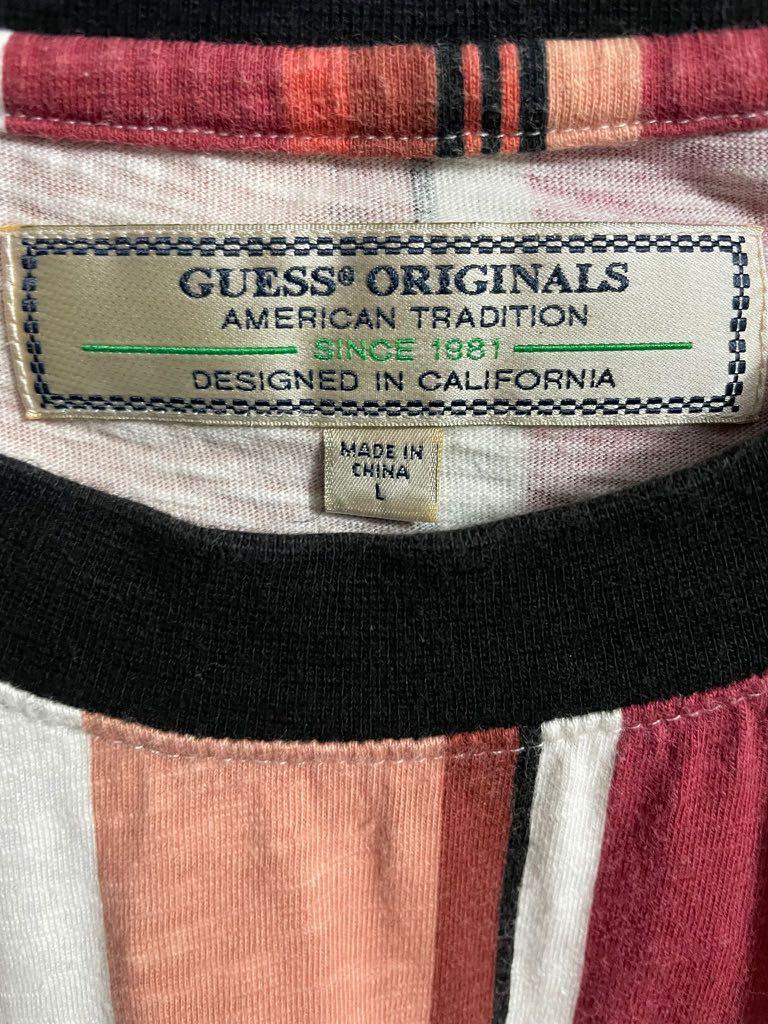 GUESS® ORIGINALS
AMERICAN TRADITION
SINCE 1981
DESIGNED IN CALIFORNIA
MADE IN
CHINA
L